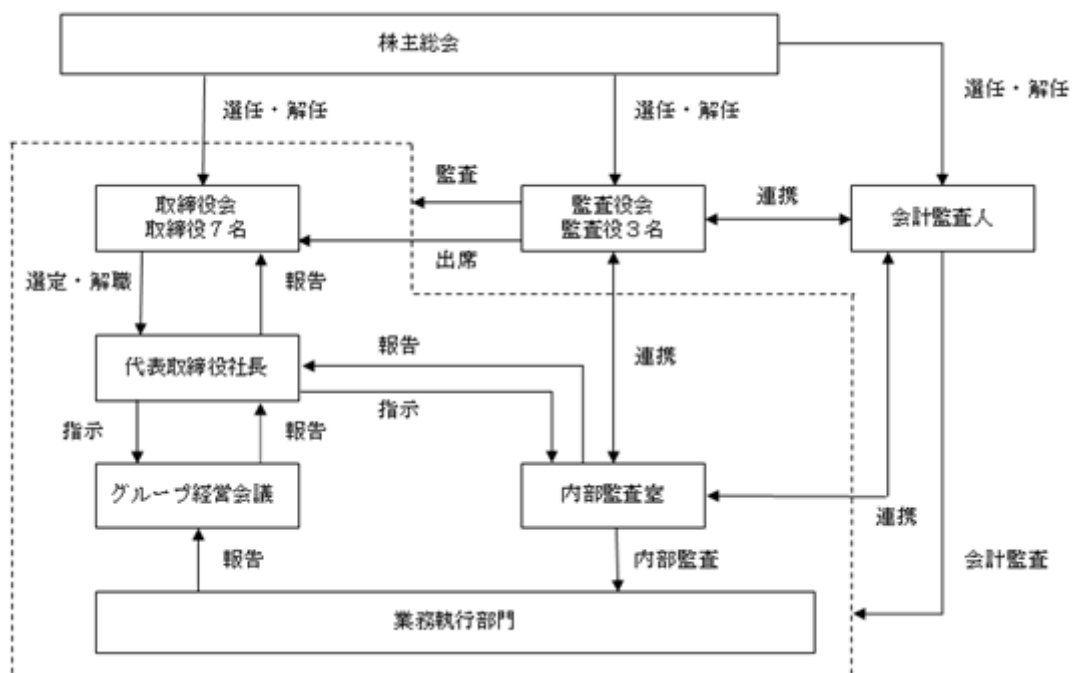 株主総会
選任・解任
選任・解任
選任・解任
監査
取締役会
取締役7名
監査役会
監査役3名
連携
会計監査人
出席
選定・解職
報告
代表取締役社長
報告
連携
指示
指示
報告
グループ経営会議
内部監査室
連携
報告
内部監査
会計監査
業務執行部門